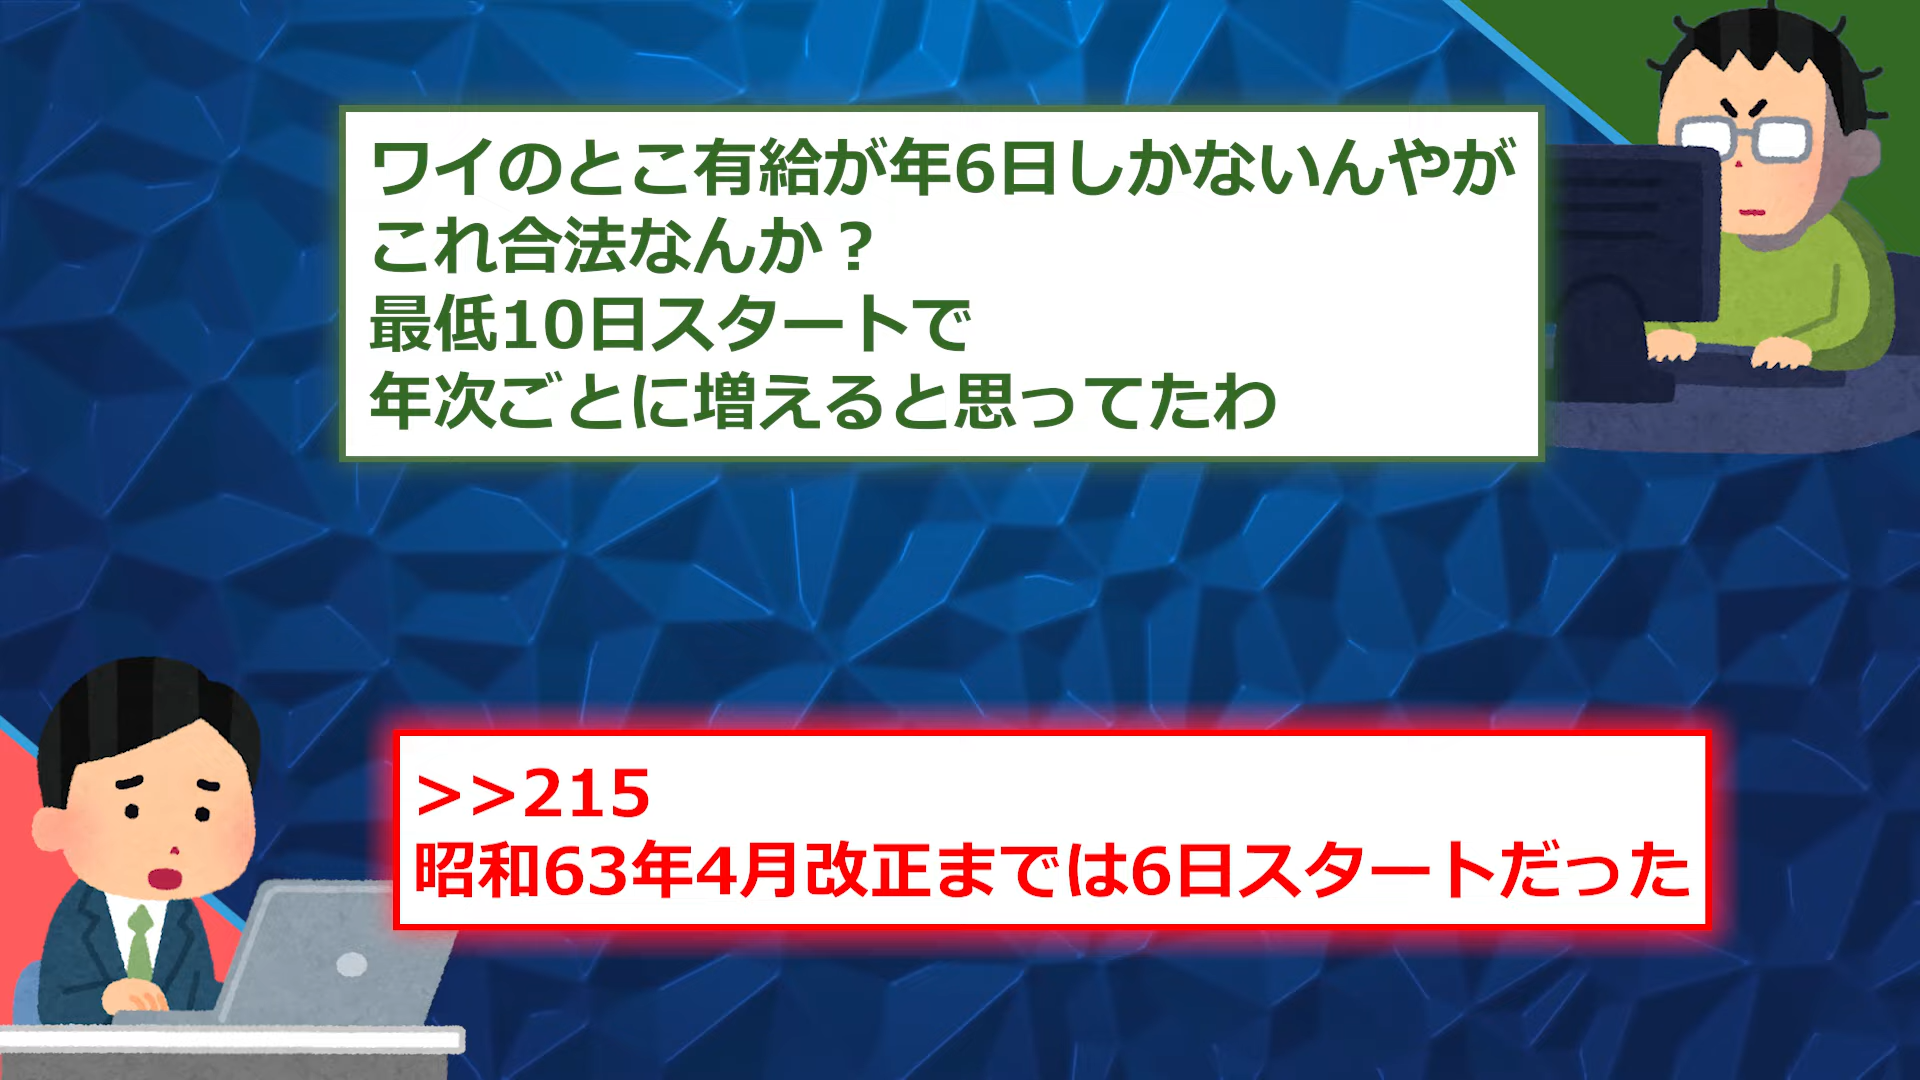 ワイのとこ有給が年6日しかないんやが
これ合法なんか？
最低10日スタートで
年次ごとに増えると思ってたわ
>>215
昭和63年4月改正までは6日スタートだった